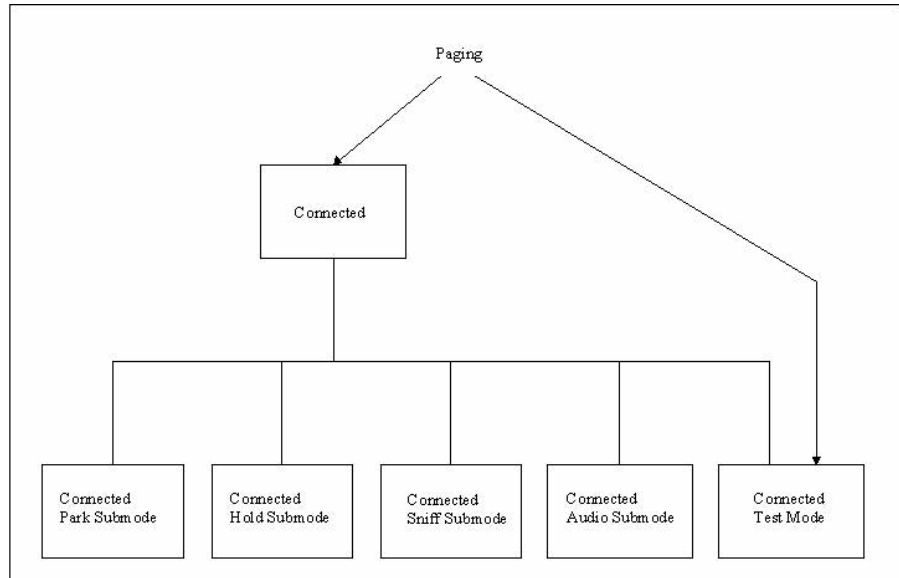 Paging
Connected
Connected
Park Submode
Connected
Hold Submode
Connected
Sniff Submode
Connected
Audio Submode
Connected
Test Mode